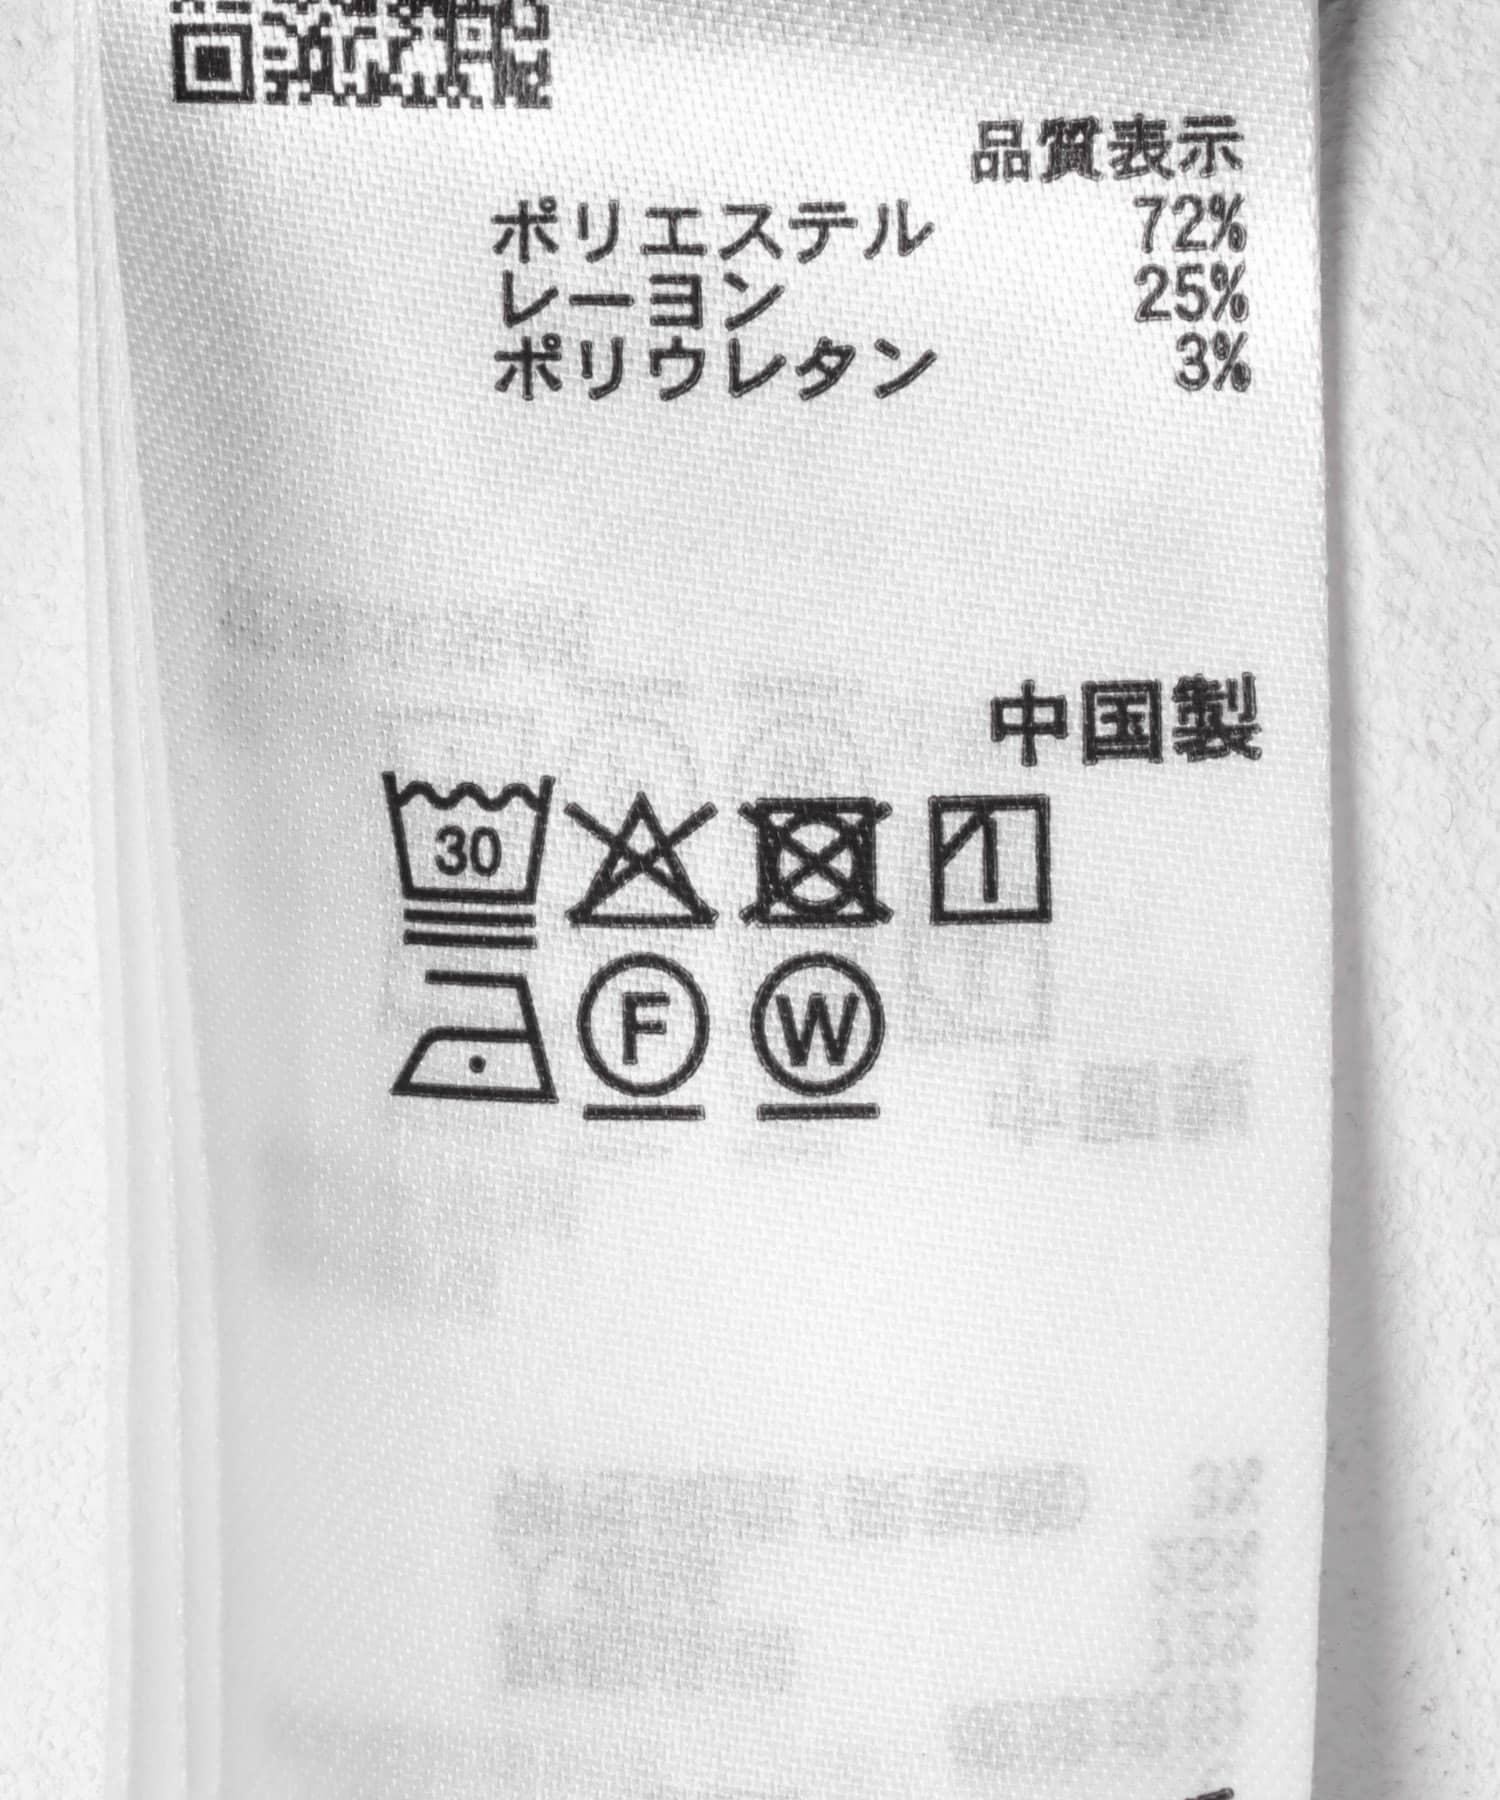 品質表示
ポリエステル 72%
レーヨン 25%
ポリウレタン 3%
中国製
30
F W